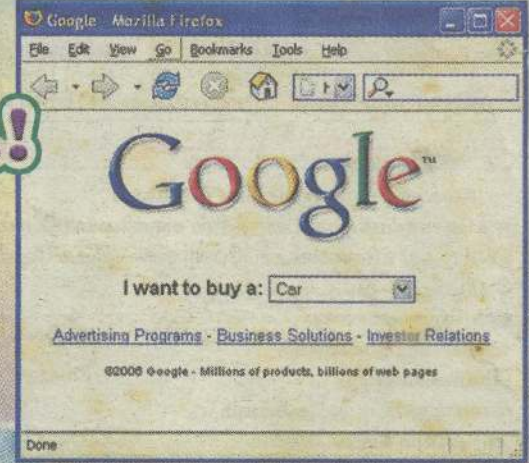 Google - Mozilla Firefox
File Edit View Go Bookmarks Tools Help
!
Google™
I want to buy a: Car
Advertising Programs - Business Solutions - Investor Relations
©2006 Google - Millions of products, billions of web pages
Done